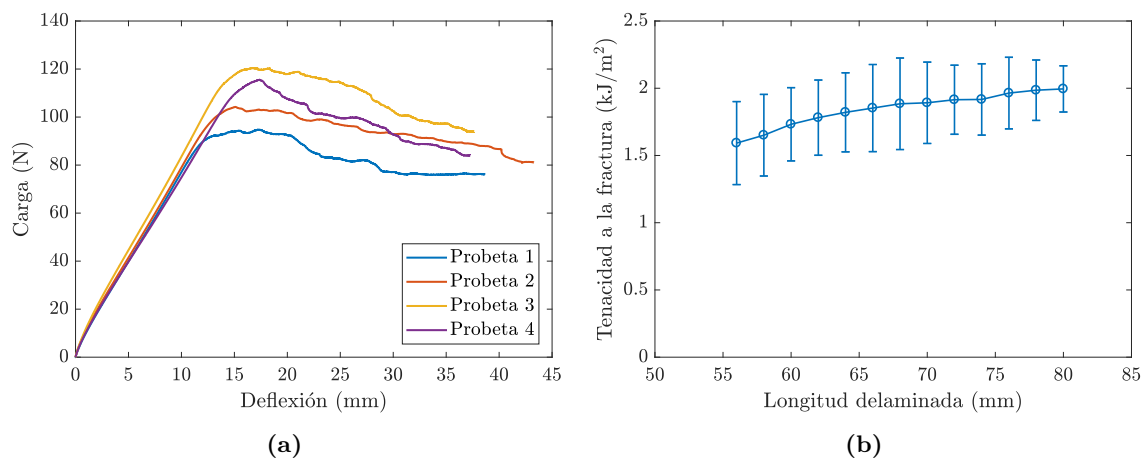 140
120
100
80
60
40
20
0
Carga (N)
0 5 10 15 20 25 30 35 40 45
Deflexión (mm)
Probeta 1
Probeta 2
Probeta 3
Probeta 4
(a)
2.5
2
1.5
1
0.5
0
Tenacidad a la fractura (kJ/m²)
50 55 60 65 70 75 80 85
Longitud delaminada (mm)
(b)